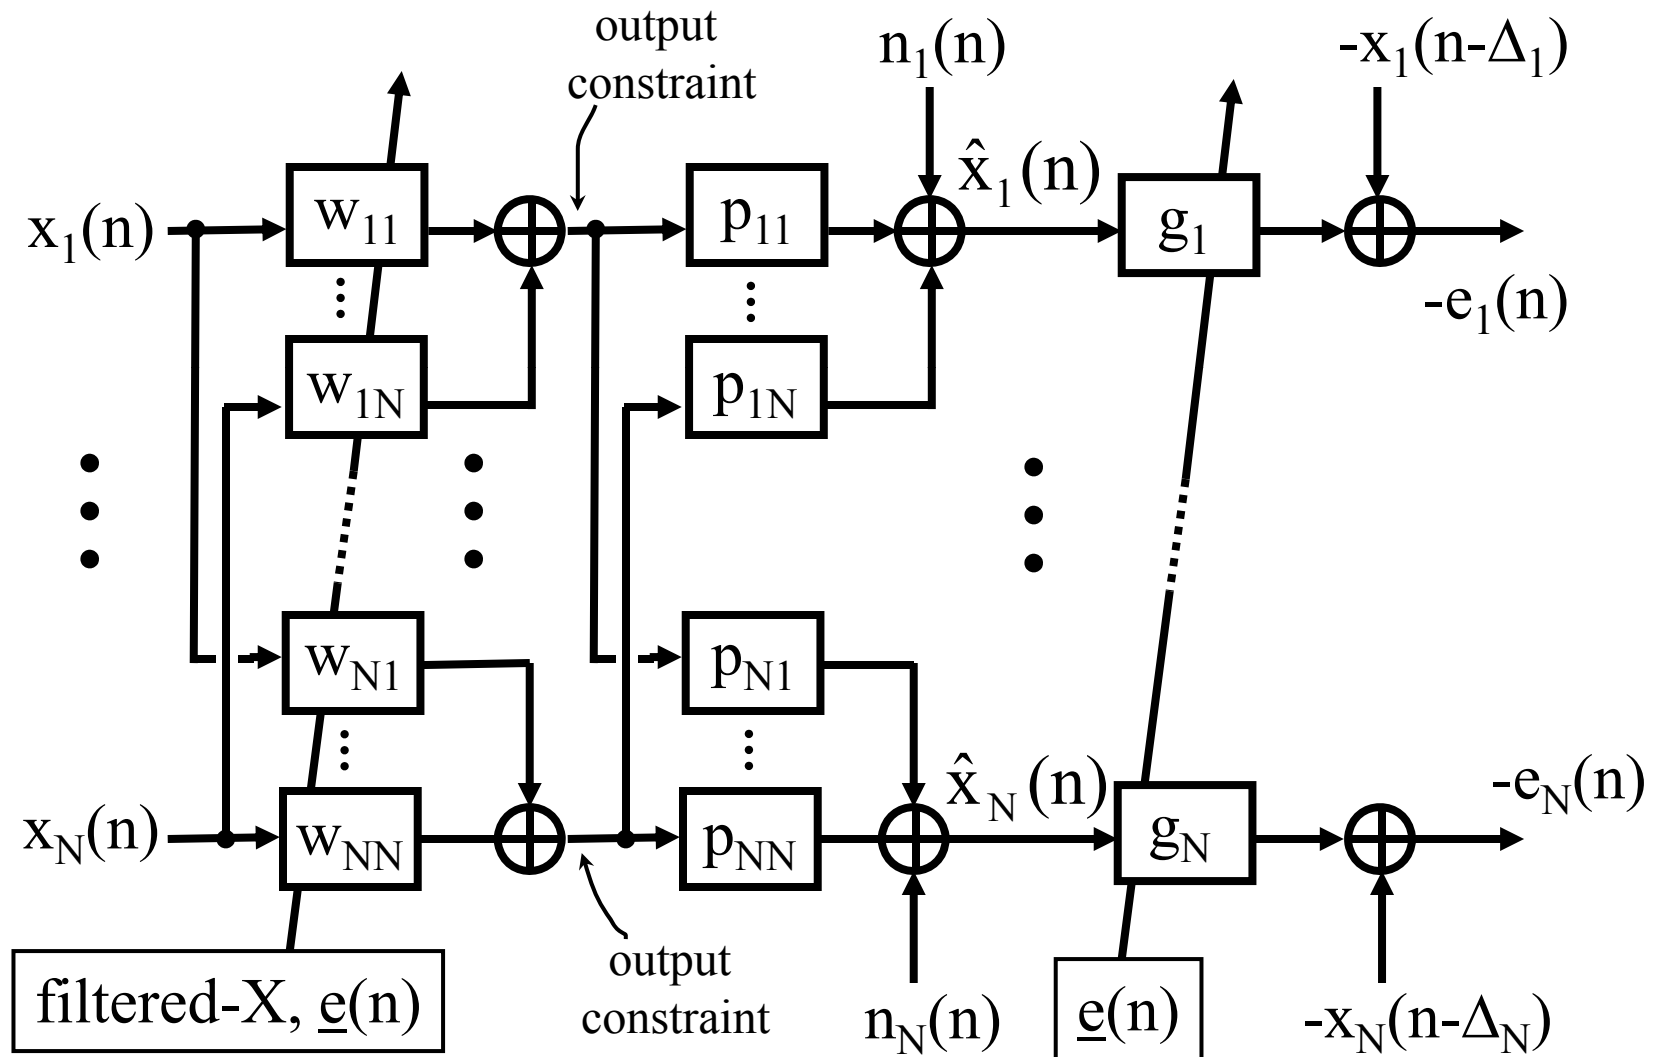 output
constraint
n₁(n)
-x₁(n-Δ₁)
x̂₁(n)
x₁(n)
w₁₁
p₁₁
g₁
-e₁(n)
w₁N
p₁N
wN₁
pN₁
x̂N(n)
-eN(n)
xN(n)
wNN
pNN
gN
output
constraint
filtered-X, e̲(n)
nN(n)
e̲(n)
-xN(n-ΔN)